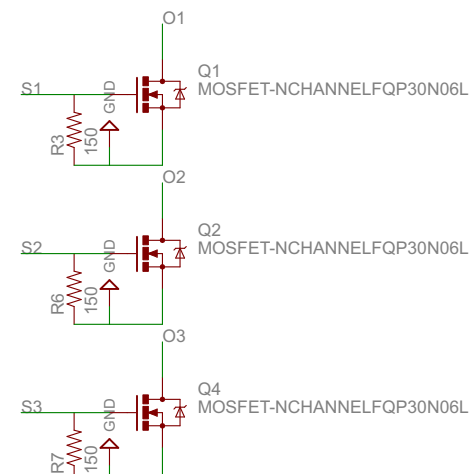 O1
Q1
MOSFET-NCHANNELFQP30N06L
S1
GND
R3
150
O2
Q2
MOSFET-NCHANNELFQP30N06L
S2
GND
R6
150
O3
Q4
MOSFET-NCHANNELFQP30N06L
S3
GND
R7
150